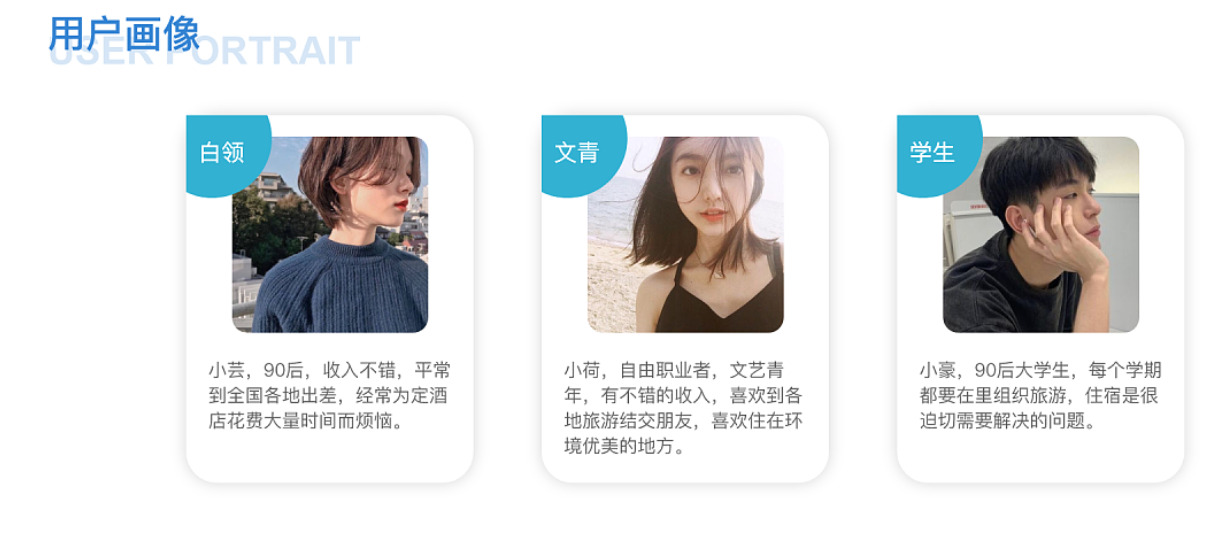 用户画像
USER PORTRAIT
白领
小芸，90后，收入不错，平常
到全国各地出差，经常为定酒
店花费大量时间而烦恼。
文青
小荷，自由职业者，文艺青
年，有不错的收入，喜欢到各
地旅游结交朋友，喜欢住在环
境优美的地方。
学生
小豪，90后大学生，每个学期
都要在里组织旅游，住宿是很
迫切需要解决的问题。